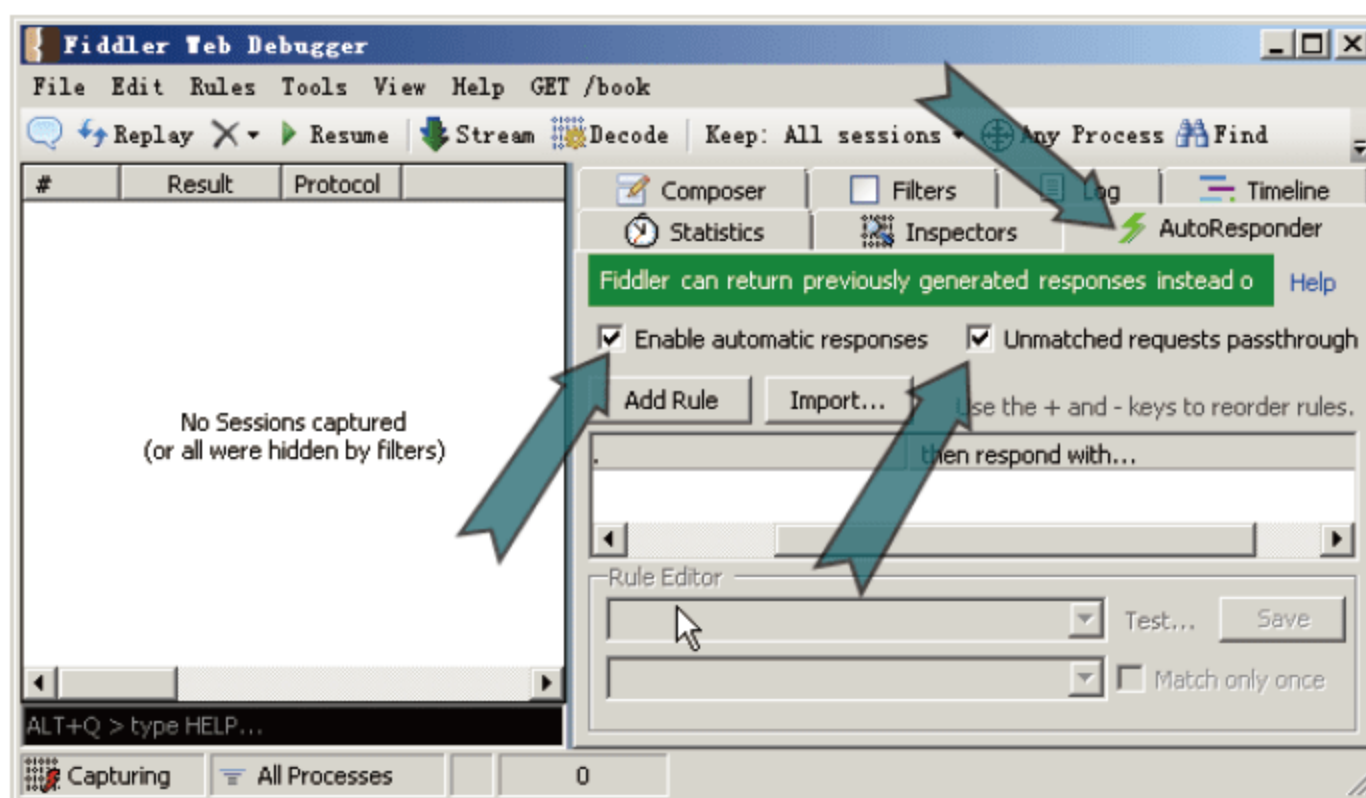 Fiddler Web Debugger
File Edit Rules Tools View Help GET /book
Replay Resume Stream Decode Keep: All sessions Any Process Find
# Result Protocol
Composer Filters Log Timeline
Statistics Inspectors AutoResponder
Fiddler can return previously generated responses instead o Help
Enable automatic responses Unmatched requests passthrough
Add Rule Import... Use the + and - keys to reorder rules.
No Sessions captured
(or all were hidden by filters)
. then respond with...
Rule Editor
Test... Save
Match only once
ALT+Q > type HELP...
Capturing All Processes 0